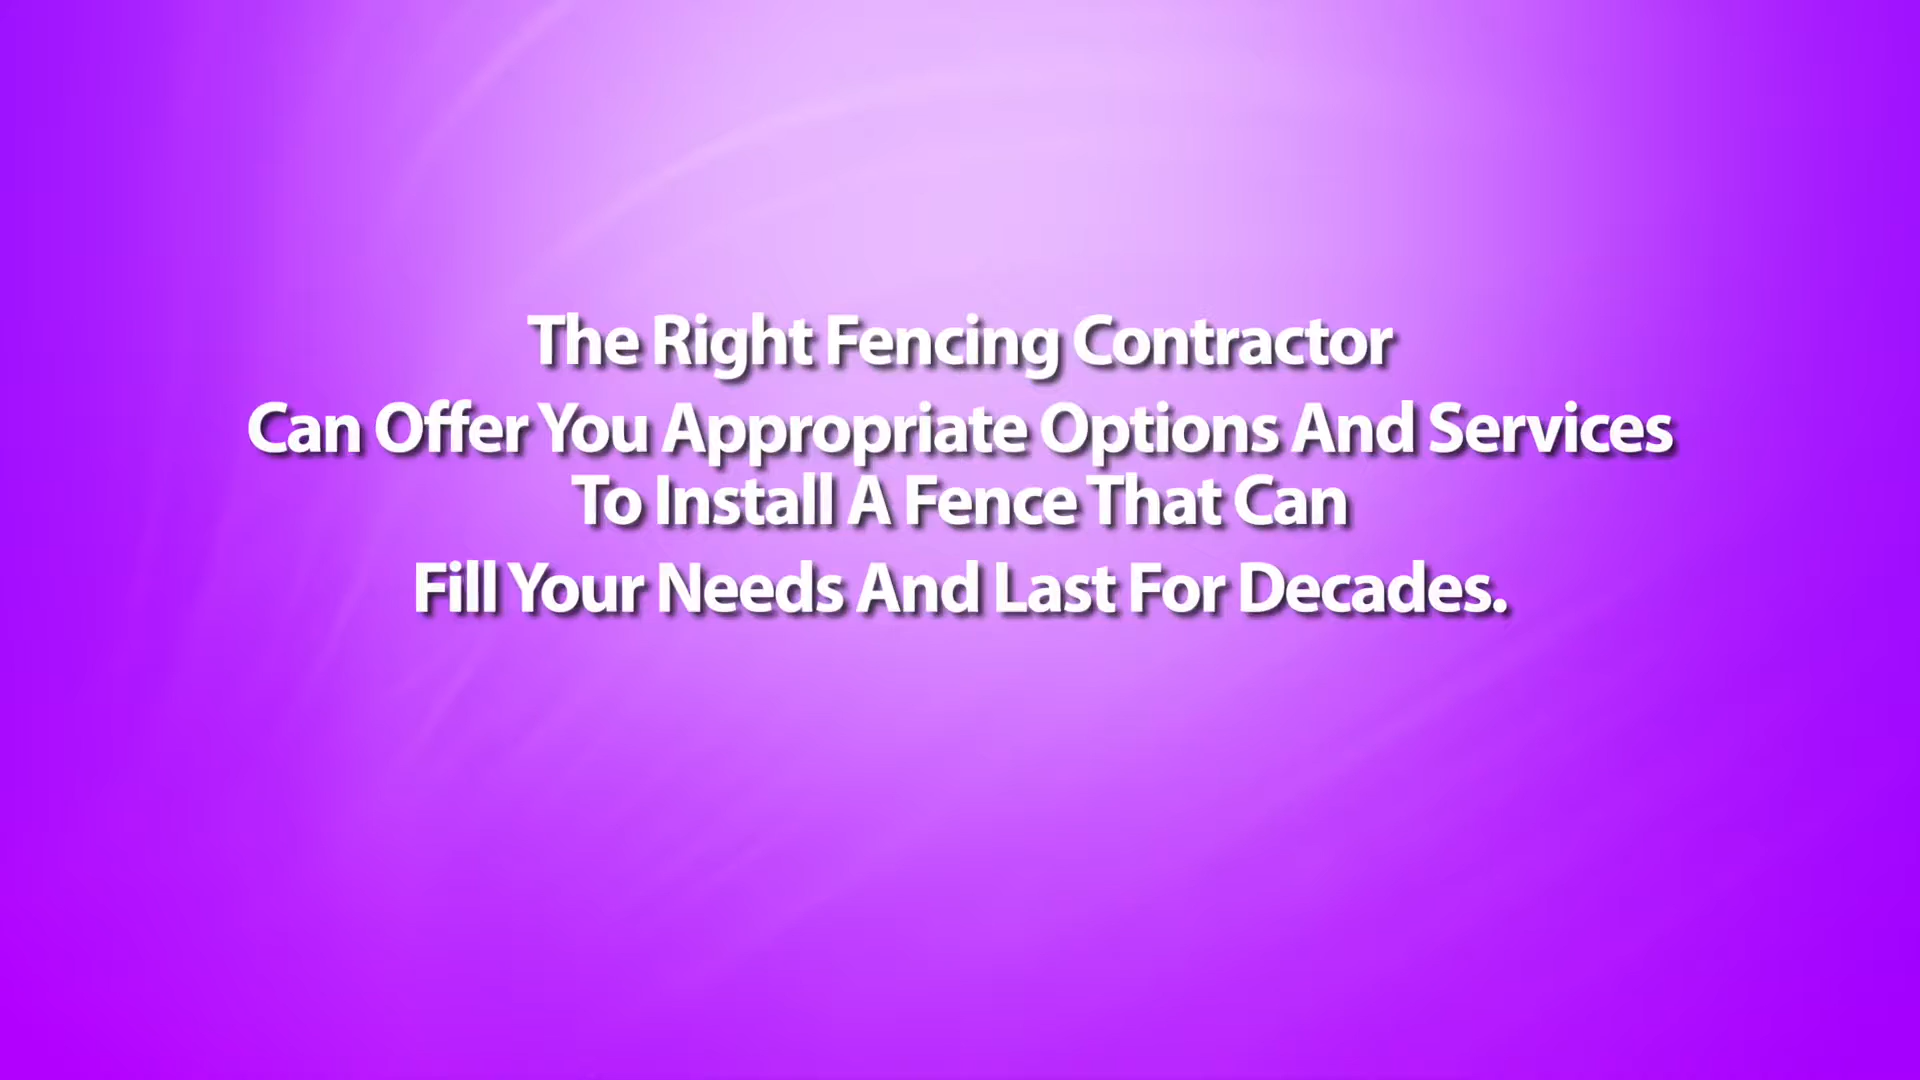 The Right Fencing Contractor
Can Offer You Appropriate Options And Services
To Install A Fence That Can
Fill Your Needs And Last For Decades.